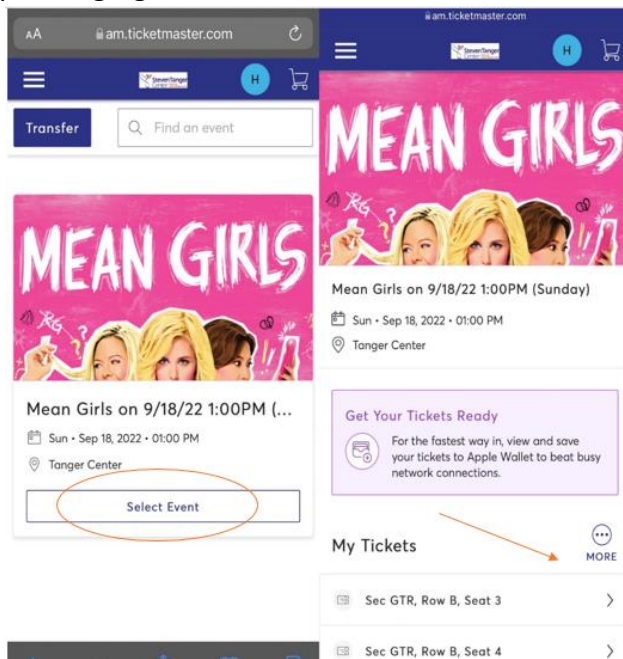 AA am.ticketmaster.com
StevenTanger
H
Transfer
Find an event
MEAN GIRLS
RG ?
Mean Girls on 9/18/22 1:00PM (...
Sun • Sep 18, 2022 • 01:00 PM
Tanger Center
Select Event
am.ticketmaster.com
StevenTanger
H
MEAN GIRLS
RG ?
Mean Girls on 9/18/22 1:00PM (Sunday)
Sun • Sep 18, 2022 • 01:00 PM
Tanger Center
Get Your Tickets Ready
For the fastest way in, view and save
your tickets to Apple Wallet to beat busy
network connections.
My Tickets
MORE
Sec GTR, Row B, Seat 3
Sec GTR, Row B, Seat 4